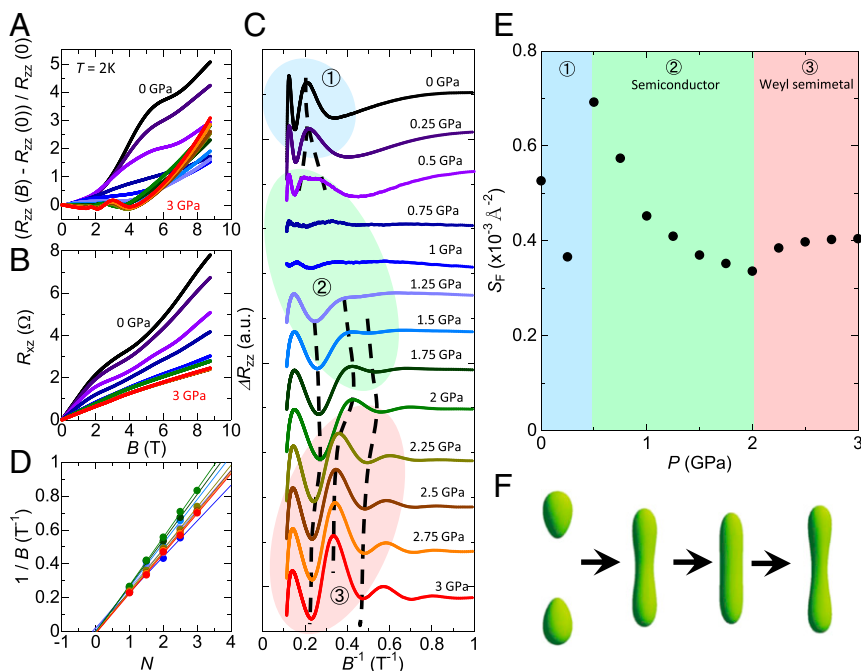 A
(R_zz (B) - R_zz (0)) / R_zz (0)
5
4
3
2
1
0
T = 2K
0 GPa
3 GPa
0 2 4 6 8 10
B
R_xz (Ω)
8
6
4
2
0
0 GPa
3 GPa
0 2 4 6 8 10
B (T)
D
1 / B (T⁻¹)
1
0.8
0.6
0.4
0.2
0
-1 0 1 2 3 4
N
C
ΔR_zz (a.u.)
①
0 GPa
0.25 GPa
0.5 GPa
0.75 GPa
1 GPa
②
1.25 GPa
1.5 GPa
1.75 GPa
2 GPa
2.25 GPa
2.5 GPa
2.75 GPa
③
3 GPa
0 0.2 0.4 0.6 0.8 1
B⁻¹ (T⁻¹)
E
S_F (x10⁻³ Å⁻²)
0.8
0.6
0.4
0.2
0
① ② ③
Semiconductor Weyl semimetal
0 1 2 3
P (GPa)
F